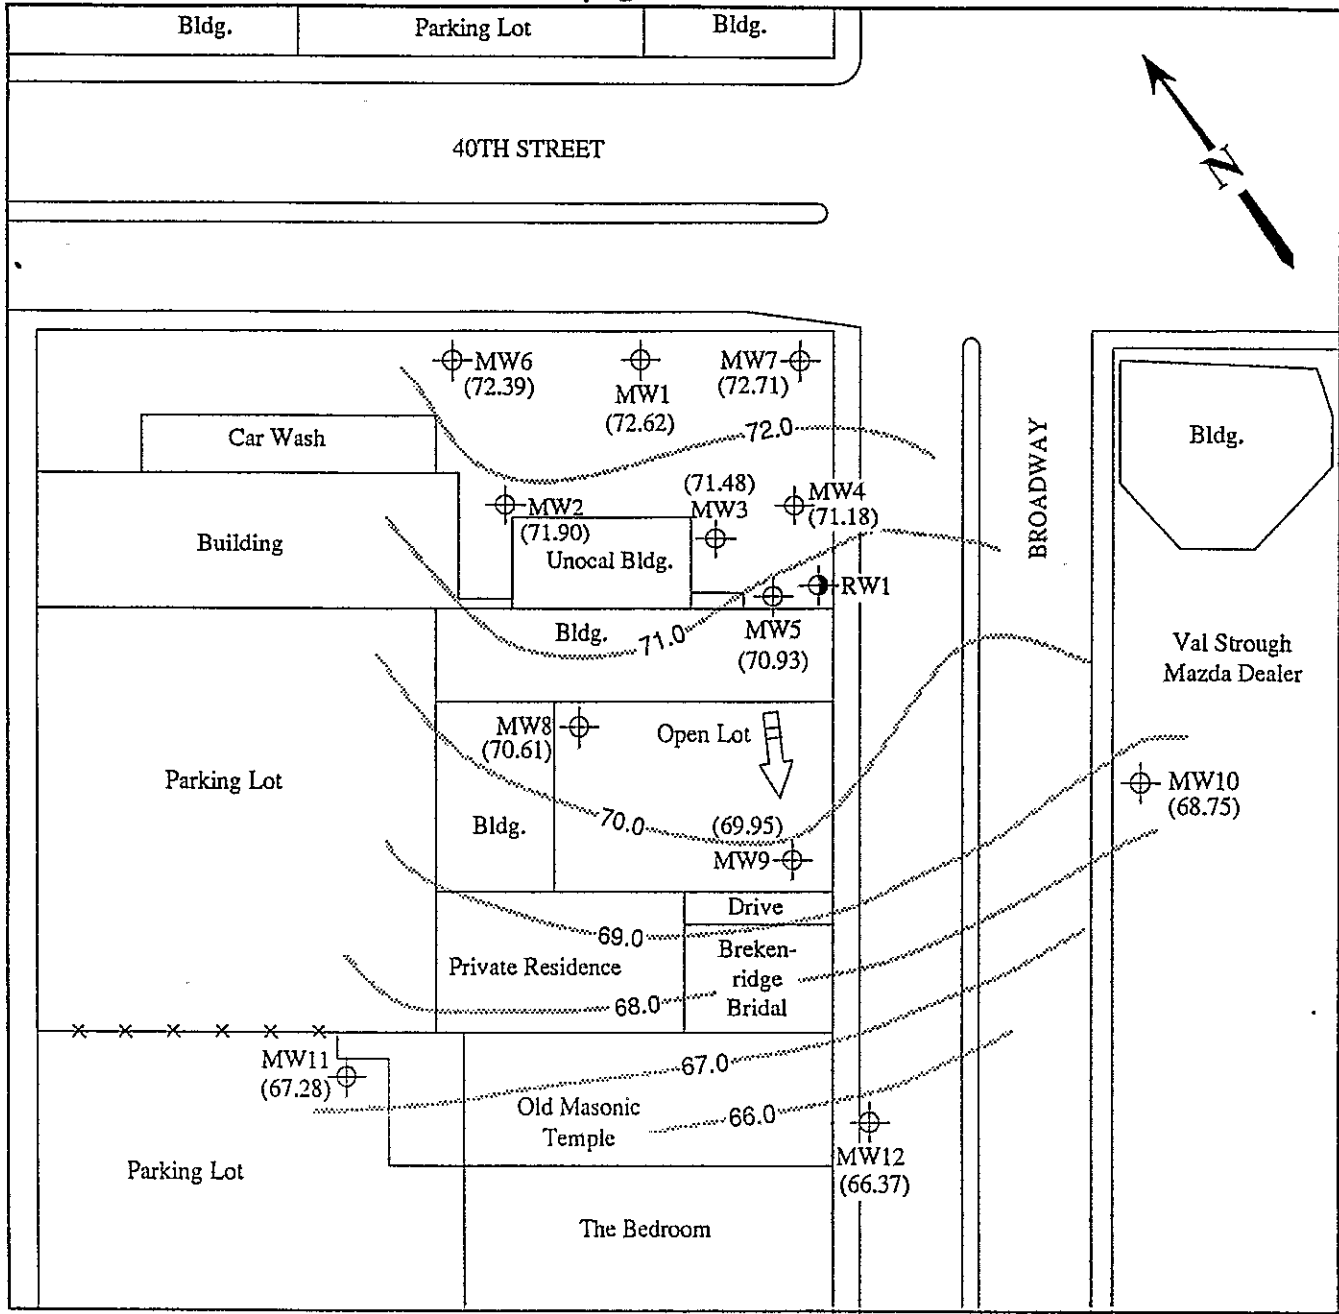 Bldg.
Parking Lot
Bldg.
40TH STREET
N
MW6
(72.39)
MW1
(72.62)
MW7
(72.71)
72.0
Car Wash
Bldg.
BROADWAY
(71.48)
MW3
MW4
(71.18)
MW2
(71.90)
Building
Unocal Bldg.
RW1
MW5
(70.93)
Bldg.
71.0
Val Strough
Mazda Dealer
MW8
(70.61)
Open Lot
Parking Lot
MW10
(68.75)
Bldg.
70.0
(69.95)
MW9
Drive
69.0
Private Residence
Breken-
ridge
Bridal
68.0
MW11
(67.28)
67.0
Old Masonic
Temple
66.0
MW12
(66.37)
Parking Lot
The Bedroom